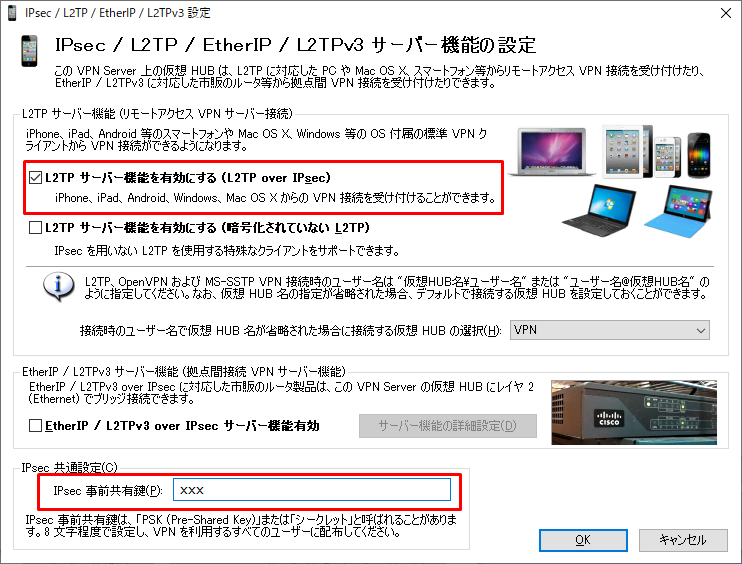 IPsec / L2TP / EtherIP / L2TPv3 設定
IPsec / L2TP / EtherIP / L2TPv3 サーバー機能の設定
この VPN Server 上の仮想 HUB は、L2TP に対応した PC や Mac OS X、スマートフォン等からリモートアクセス VPN 接続を受け付けたり、
EtherIP / L2TPv3 に対応した市販のルータ等から拠点間 VPN 接続を受け付けたりできます。
L2TP サーバー機能 (リモートアクセス VPN サーバー接続)
iPhone、iPad、Android 等のスマートフォンや Mac OS X、Windows 等の OS 付属の標準 VPN ク
ライアントから VPN 接続ができるようになります。
L2TP サーバー機能を有効にする (L2TP over IPsec)
iPhone、iPad、Android、Windows、Mac OS X からの VPN 接続を受け付けることができます。
L2TP サーバー機能を有効にする (暗号化されていない L2TP)
IPsec を用いない L2TP を使用する特殊なクライアントをサポートできます。
L2TP、OpenVPN および MS-SSTP VPN 接続時のユーザー名は "仮想HUB名¥ユーザー名" または "ユーザー名@仮想HUB名" の
ように指定してください。なお、仮想 HUB 名の指定が省略された場合、デフォルトで接続する仮想 HUB を設定しておくことができます。
接続時のユーザー名で仮想 HUB 名が省略された場合に接続する仮想 HUB の選択(H): VPN
EtherIP / L2TPv3 サーバー機能 (拠点間接続 VPN サーバー機能)
EtherIP / L2TPv3 over IPsec に対応した市販のルータ製品は、この VPN Server の仮想 HUB にレイヤ 2
(Ethernet) でブリッジ接続できます。
EtherIP / L2TPv3 over IPsec サーバー機能有効 サーバー機能の詳細設定(D)
CISCO
IPsec 共通設定(C)
IPsec 事前共有鍵(P): xxx
IPsec 事前共有鍵は、「PSK (Pre-Shared Key)」または「シークレット」と呼ばれることがありま
す。8 文字程度で設定し、VPN を利用するすべてのユーザーに配布してください。
OK キャンセル